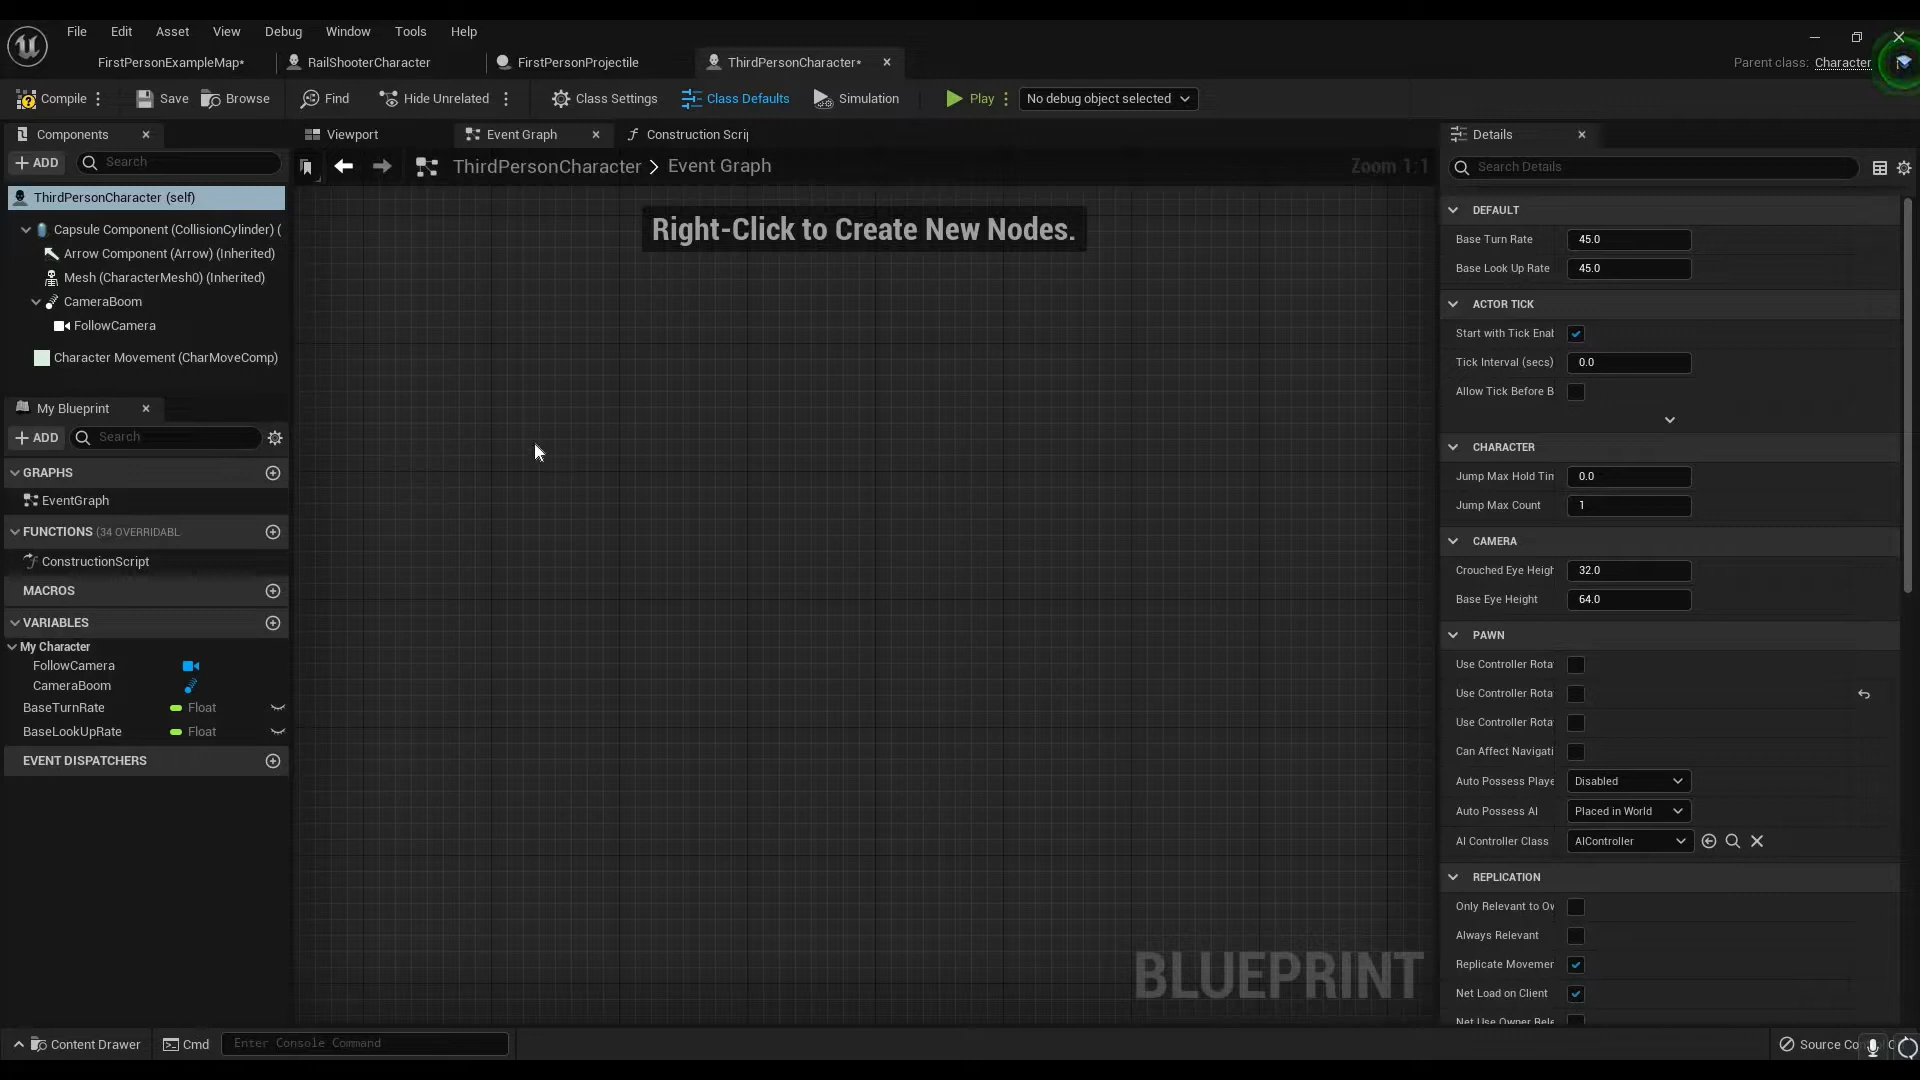 File Edit Asset View Debug Window Tools Help
FirstPersonExampleMap* RailShooterCharacter FirstPersonProjectile ThirdPersonCharacter*
Parent class: Character
Compile Save Browse Find Hide Unrelated Class Settings Class Defaults Simulation Play No debug object selected
Components
ADD Search
ThirdPersonCharacter (self)
Capsule Component (CollisionCylinder) (
Arrow Component (Arrow) (Inherited)
Mesh (CharacterMesh0) (Inherited)
CameraBoom
FollowCamera
Character Movement (CharMoveComp)
My Blueprint
ADD Search
GRAPHS
EventGraph
FUNCTIONS (34 OVERRIDABL
ConstructionScript
MACROS
VARIABLES
My Character
FollowCamera
CameraBoom
BaseTurnRate Float
BaseLookUpRate Float
EVENT DISPATCHERS
Viewport Event Graph Construction Scrip
ThirdPersonCharacter > Event Graph
Zoom 1:1
Right-Click to Create New Nodes.
BLUEPRINT
Details
Search Details
DEFAULT
Base Turn Rate 45.0
Base Look Up Rate 45.0
ACTOR TICK
Start with Tick Enab
Tick Interval (secs) 0.0
Allow Tick Before B
CHARACTER
Jump Max Hold Tim 0.0
Jump Max Count 1
CAMERA
Crouched Eye Heigh 32.0
Base Eye Height 64.0
PAWN
Use Controller Rota
Use Controller Rota
Use Controller Rota
Can Affect Navigati
Auto Possess Playe Disabled
Auto Possess AI Placed in World
AI Controller Class AIController
REPLICATION
Only Relevant to Ow
Always Relevant
Replicate Movemen
Net Load on Client
Net Use Owner Rele
Content Drawer Cmd Enter Console Command
Source Co